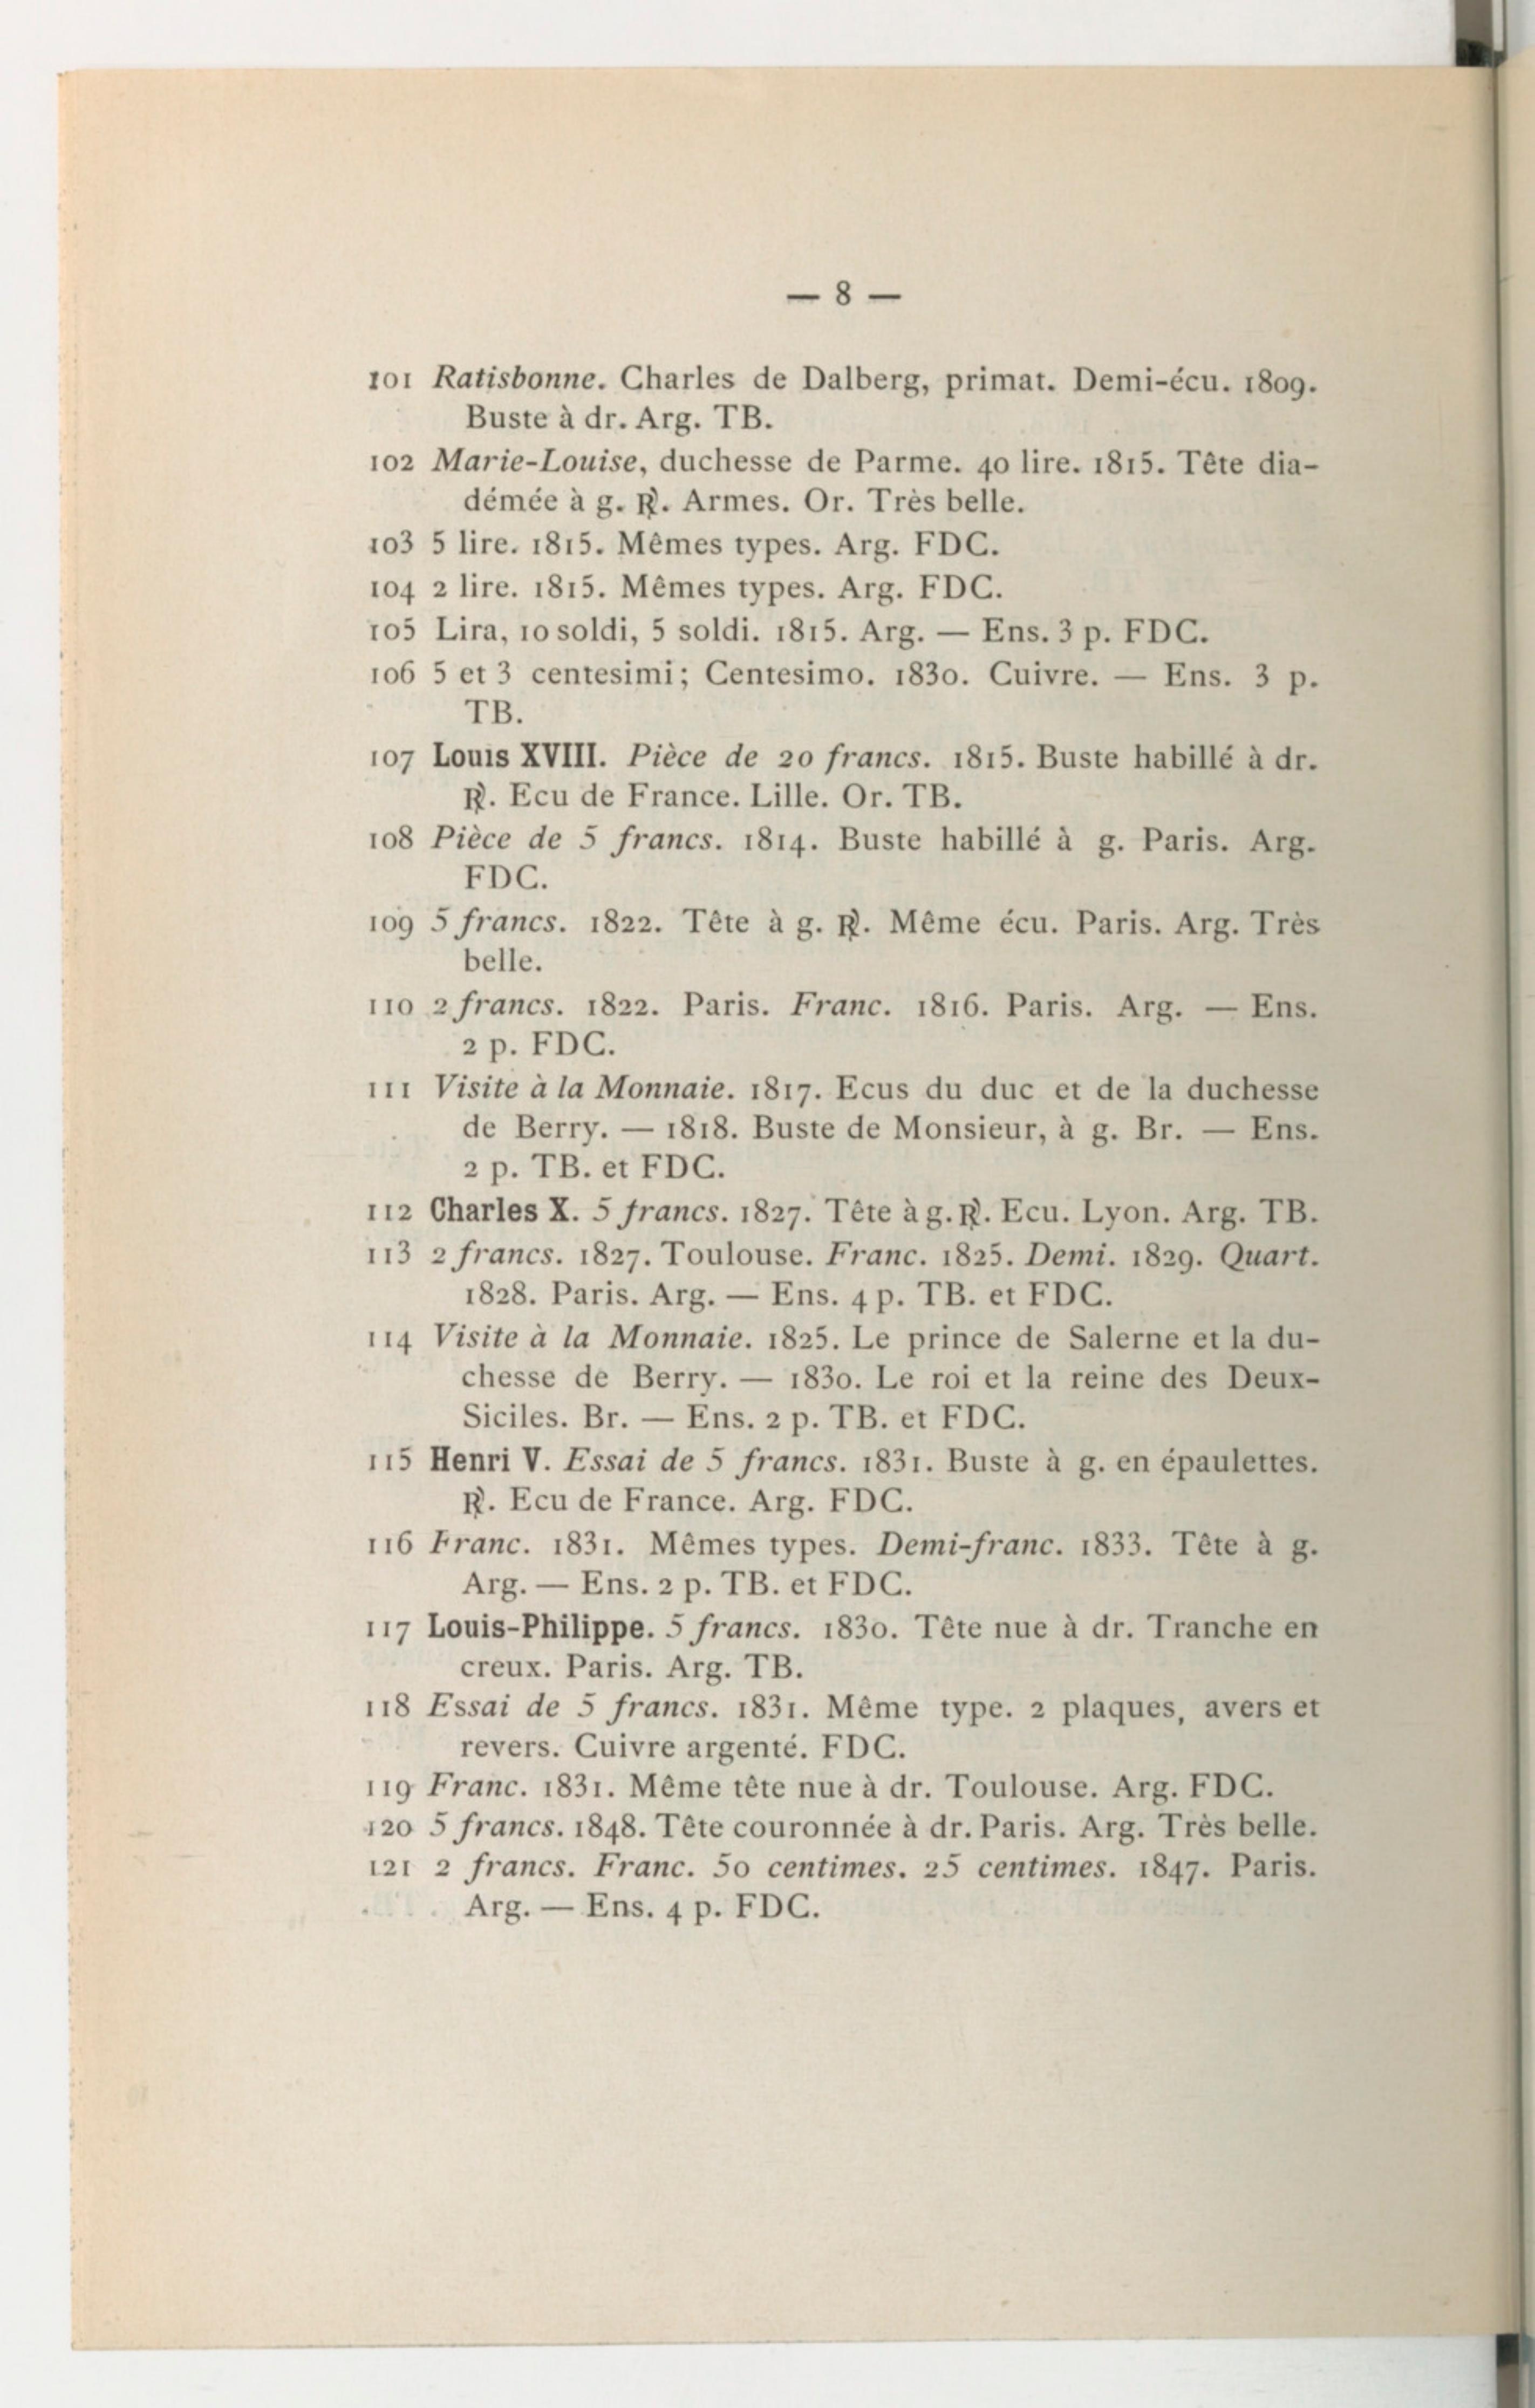 — 8 —
101 Ratisbonne. Charles de Dalberg, primat. Demi-écu. 1809.
Buste à dr. Arg. TB.
102 Marie-Louise, duchesse de Parme. 40 lire. 1815. Tête dia-
démée à g. ℟. Armes. Or. Très belle.
103 5 lire. 1815. Mêmes types. Arg. FDC.
104 2 lire. 1815. Mêmes types. Arg. FDC.
105 Lira, 10 soldi, 5 soldi. 1815. Arg. — Ens. 3 p. FDC.
106 5 et 3 centesimi; Centesimo. 1830. Cuivre. — Ens. 3 p.
TB.
107 Louis XVIII. Pièce de 20 francs. 1815. Buste habillé à dr.
℟. Ecu de France. Lille. Or. TB.
108 Pièce de 5 francs. 1814. Buste habillé à g. Paris. Arg.
FDC.
109 5 francs. 1822. Tête à g. ℟. Même écu. Paris. Arg. Très
belle.
110 2 francs. 1822. Paris. Franc. 1816. Paris. Arg. — Ens.
2 p. FDC.
111 Visite à la Monnaie. 1817. Ecus du duc et de la duchesse
de Berry. — 1818. Buste de Monsieur, à g. Br. — Ens.
2 p. TB. et FDC.
112 Charles X. 5 francs. 1827. Tête à g. ℟. Ecu. Lyon. Arg. TB.
113 2 francs. 1827. Toulouse. Franc. 1825. Demi. 1829. Quart.
1828. Paris. Arg. — Ens. 4 p. TB. et FDC.
114 Visite à la Monnaie. 1825. Le prince de Salerne et la du-
chesse de Berry. — 1830. Le roi et la reine des Deux-
Siciles. Br. — Ens. 2 p. TB. et FDC.
115 Henri V. Essai de 5 francs. 1831. Buste à g. en épaulettes.
℟. Ecu de France. Arg. FDC.
116 Franc. 1831. Mêmes types. Demi-franc. 1833. Tête à g.
Arg. — Ens. 2 p. TB. et FDC.
117 Louis-Philippe. 5 francs. 1830. Tête nue à dr. Tranche en
creux. Paris. Arg. TB.
118 Essai de 5 francs. 1831. Même type. 2 plaques, avers et
revers. Cuivre argenté. FDC.
119 Franc. 1831. Même tête nue à dr. Toulouse. Arg. FDC.
120 5 francs. 1848. Tête couronnée à dr. Paris. Arg. Très belle.
121 2 francs. Franc. 50 centimes. 25 centimes. 1847. Paris.
Arg. — Ens. 4 p. FDC.